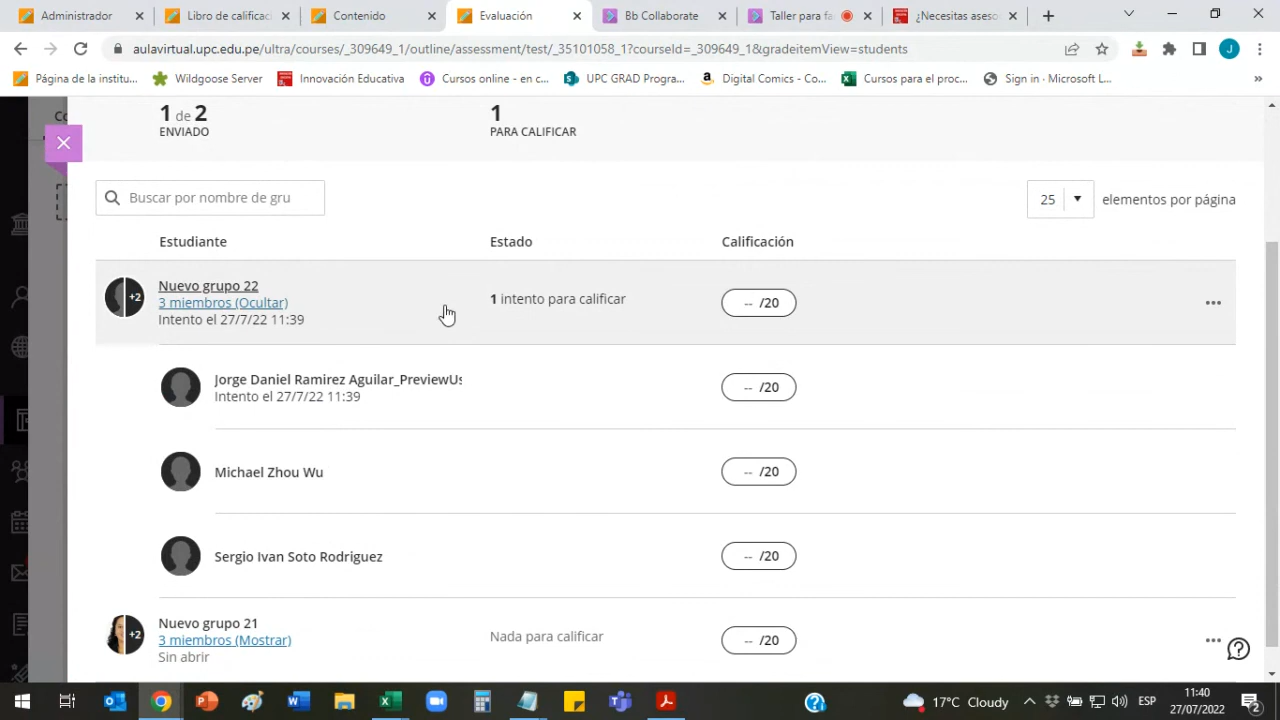 Administrador
Libro de calificaci
Contenido
Evaluación
Bb Collaborate
Taller para fa
¿Necesitas aseso
aulavirtual.upc.edu.pe/ultra/courses/_309649_1/outline/assessment/test/_35101058_1?courseId=_309649_1&gradeitemView=students
J
Página de la institu...
Wildgoose Server
Innovación Educativa
Cursos online - en c...
UPC GRAD Progra...
Digital Comics - Co...
Cursos para el proc...
Sign in · Microsoft L...
»
Co
1 de 2
ENVIADO
1
PARA CALIFICAR
Buscar por nombre de gru
25
elementos por página
Estudiante
Estado
Calificación
+2
Nuevo grupo 22
3 miembros (Ocultar)
Intento el 27/7/22 11:39
1 intento para calificar
-- /20
Jorge Daniel Ramirez Aguilar_PreviewUs
Intento el 27/7/22 11:39
-- /20
Michael Zhou Wu
-- /20
Sergio Ivan Soto Rodriguez
-- /20
+2
Nuevo grupo 21
3 miembros (Mostrar)
Sin abrir
Nada para calificar
-- /20
17°C Cloudy
ESP
11:40
27/07/2022
2